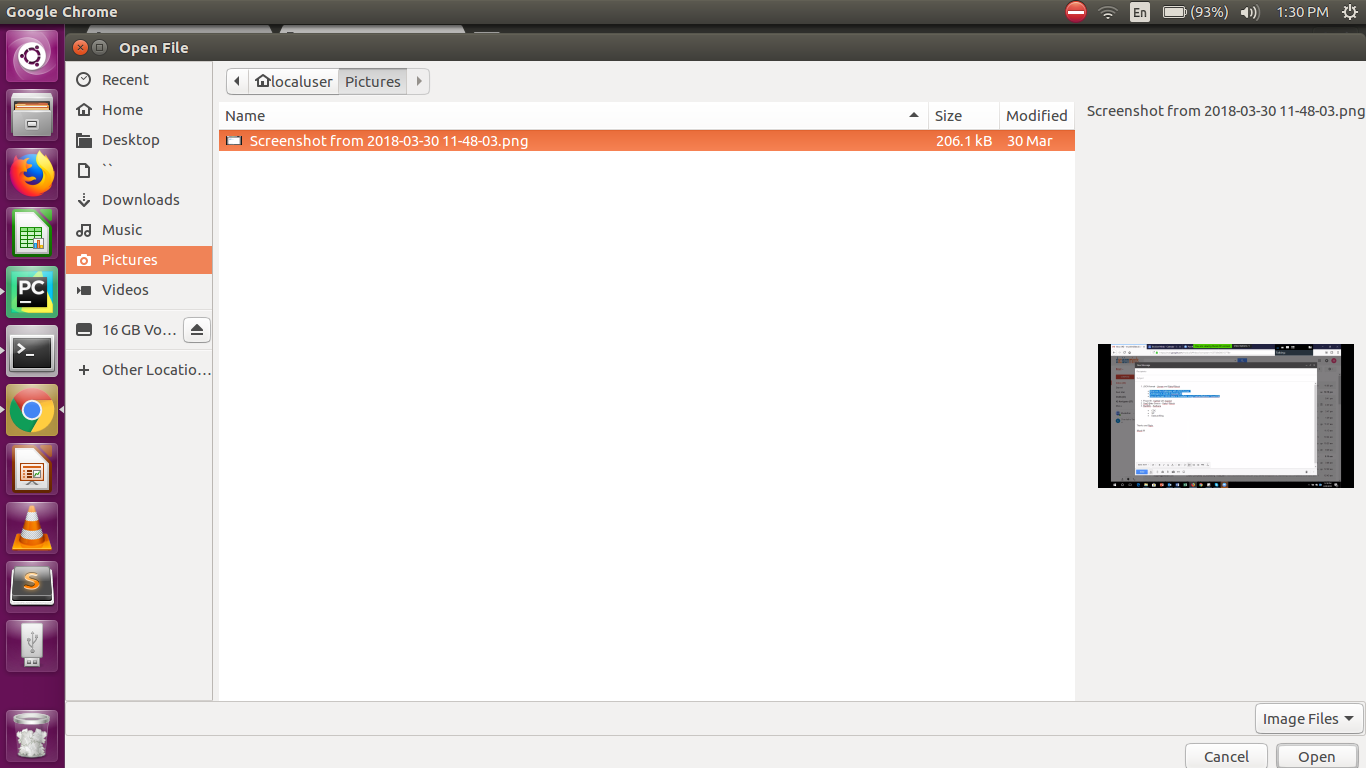 Google Chrome
En
(93%)
1:30 PM
Open File
Recent
Home
Desktop
``
Downloads
Music
Pictures
Videos
16 GB Vo...
Other Locatio...
localuser
Pictures
Name
Size
Modified
Screenshot from 2018-03-30 11-48-03.png
206.1 kB
30 Mar
Screenshot from 2018-03-30 11-48-03.png
PC
>_
S
Image Files
Cancel
Open